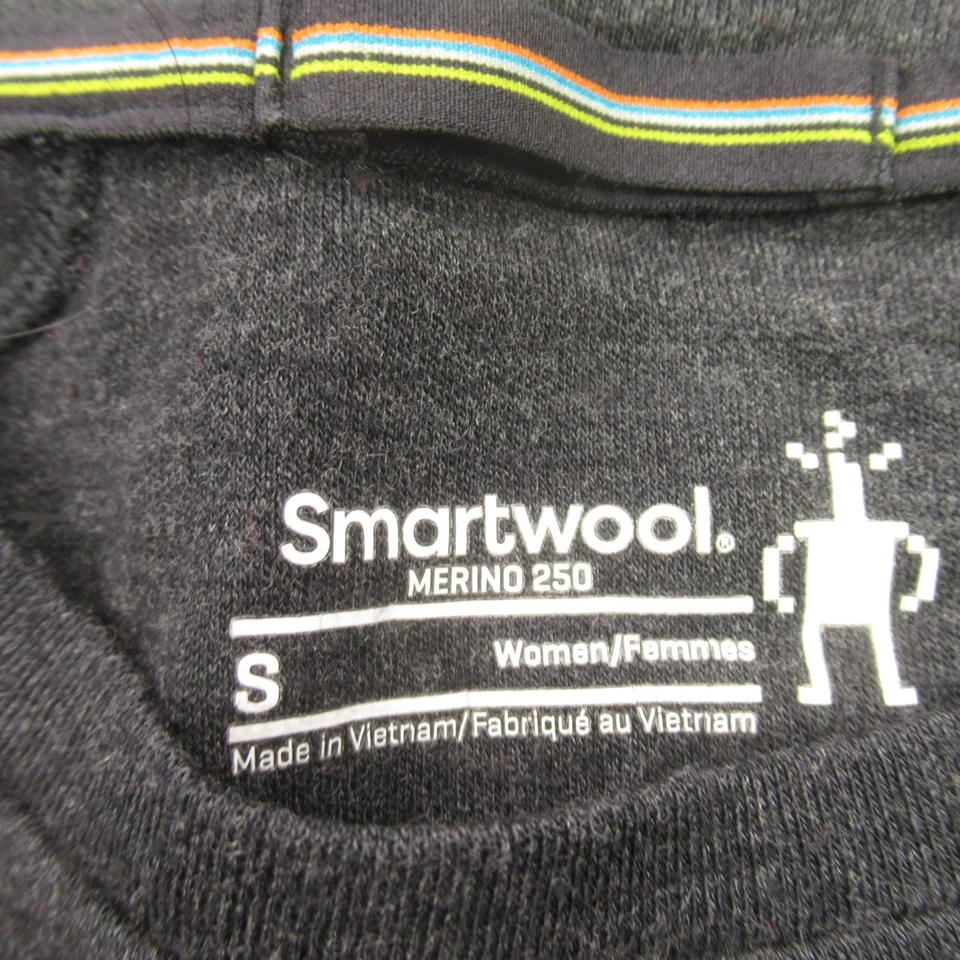 Smartwool®
MERINO 250
S
Women/Femmes
Made in Vietnam/Fabriqué au Vietnam